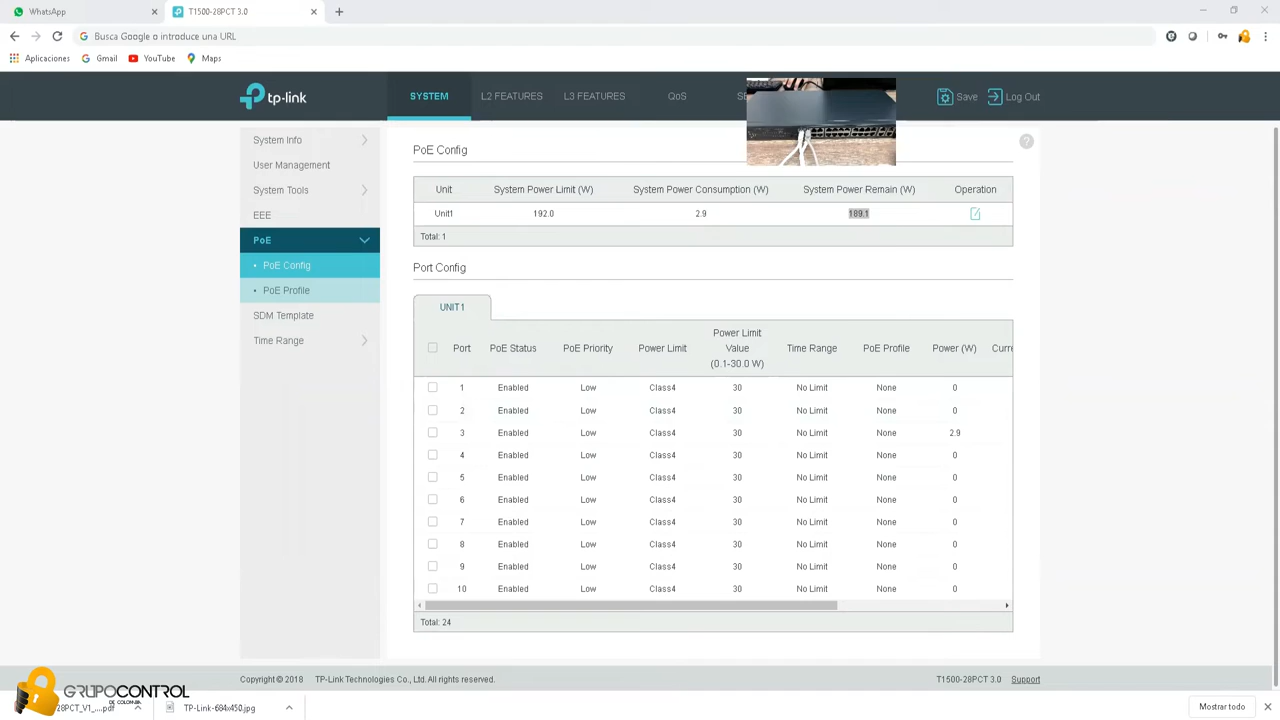 WhatsApp
T1500-28PCT 3.0
Busca Google o introduce una URL
Aplicaciones Gmail YouTube Maps
tp-link
SYSTEM L2 FEATURES L3 FEATURES QoS
Save Log Out
System Info
User Management
System Tools
EEE
PoE
PoE Config
PoE Profile
SDM Template
Time Range
PoE Config
Unit System Power Limit (W) System Power Consumption (W) System Power Remain (W) Operation
Unit1 192.0 2.9 189.1
Total: 1
Port Config
UNIT1
Port PoE Status PoE Priority Power Limit Power Limit Value (0.1-30.0 W) Time Range PoE Profile Power (W) Curre
1 Enabled Low Class4 30 No Limit None 0
2 Enabled Low Class4 30 No Limit None 0
3 Enabled Low Class4 30 No Limit None 2.9
4 Enabled Low Class4 30 No Limit None 0
5 Enabled Low Class4 30 No Limit None 0
6 Enabled Low Class4 30 No Limit None 0
7 Enabled Low Class4 30 No Limit None 0
8 Enabled Low Class4 30 No Limit None 0
9 Enabled Low Class4 30 No Limit None 0
10 Enabled Low Class4 30 No Limit None 0
Total: 24
Copyright © 2018 TP-Link Technologies Co., Ltd. All rights reserved.
T1500-28PCT 3.0 Support
GRUPOCONTROL
DE COLOMBIA
28PCT_V1_....pdf
TP-Link-684x450.jpg
Mostrar todo